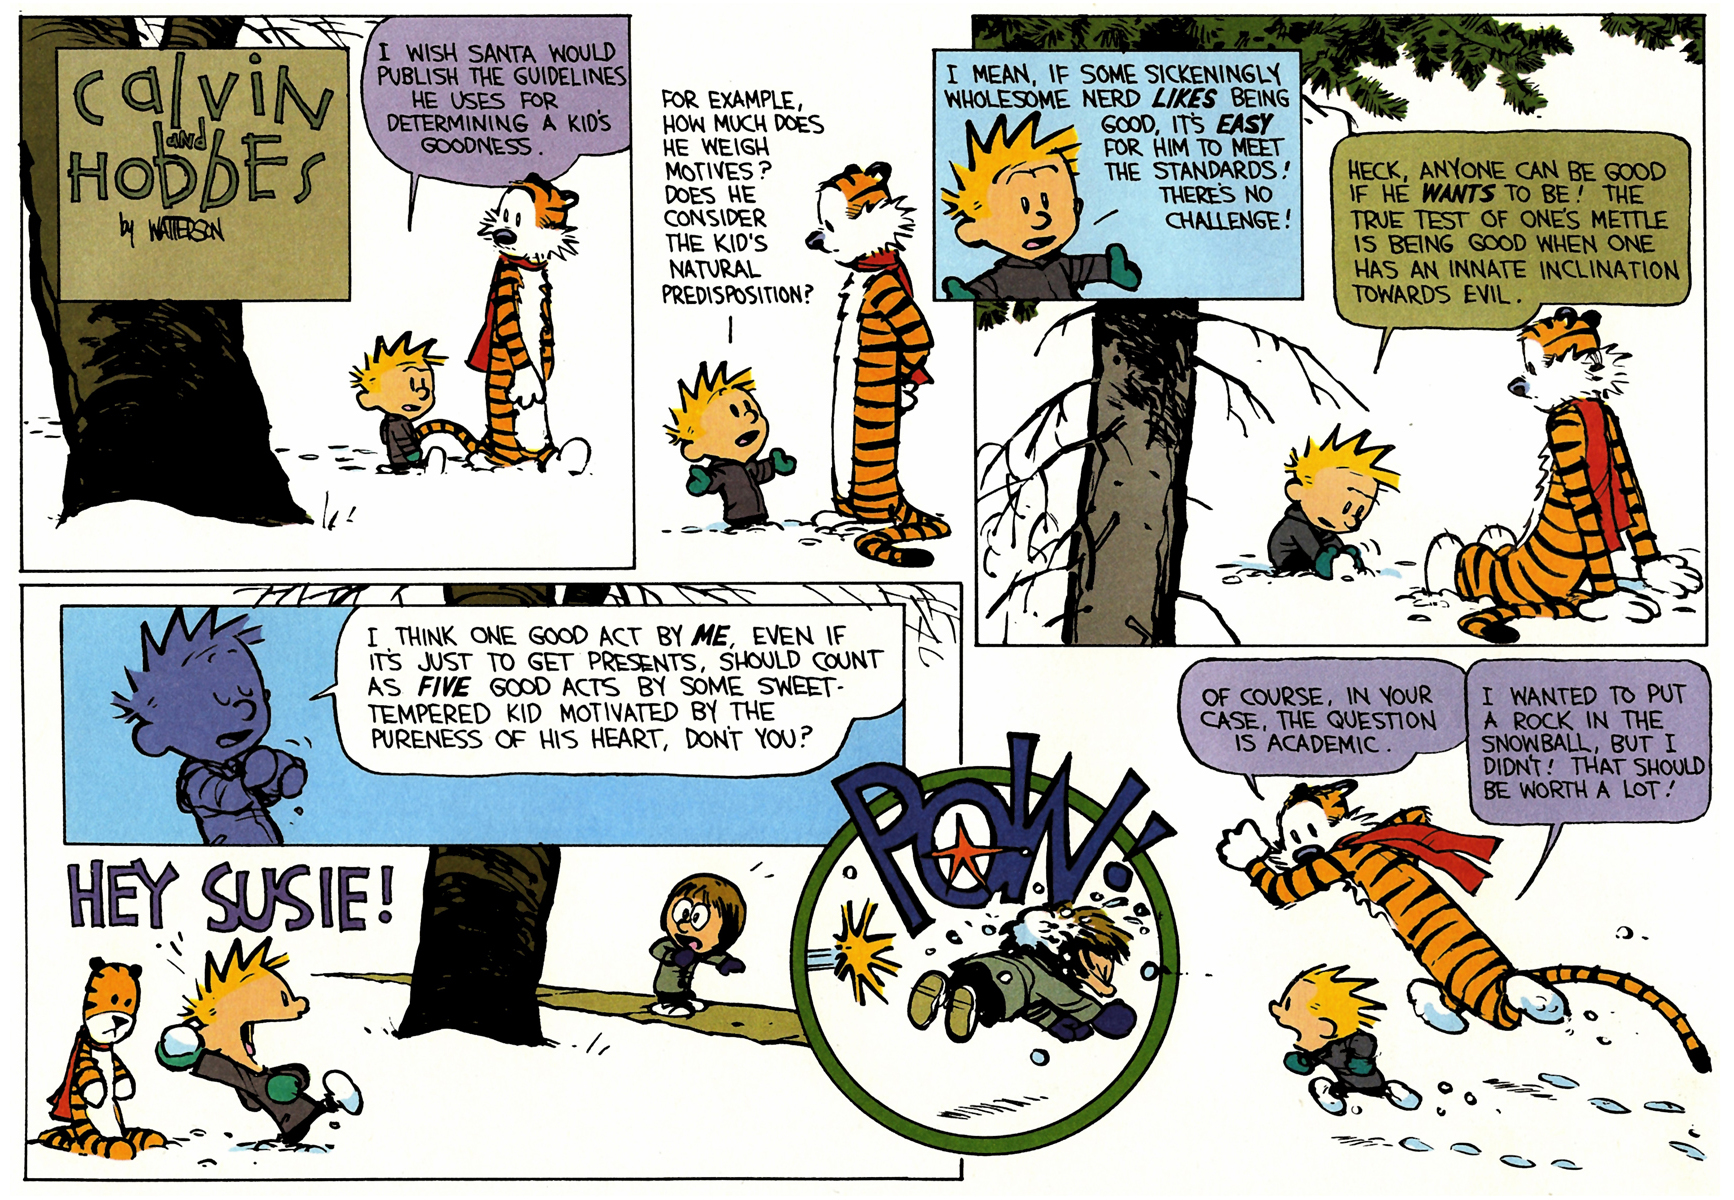 Calvin
and
HObbES
by WATTERSON
I WISH SANTA WOULD
PUBLISH THE GUIDELINES
HE USES FOR
DETERMINING A KID'S
GOODNESS.
FOR EXAMPLE,
HOW MUCH DOES
HE WEIGH
MOTIVES?
DOES HE
CONSIDER
THE KID'S
NATURAL
PREDISPOSITION?
I MEAN, IF SOME SICKENINGLY
WHOLESOME NERD LIKES BEING
GOOD, IT'S EASY
FOR HIM TO MEET
THE STANDARDS!
THERE'S NO
CHALLENGE!
HECK, ANYONE CAN BE GOOD
IF HE WANTS TO BE! THE
TRUE TEST OF ONE'S METTLE
IS BEING GOOD WHEN ONE
HAS AN INNATE INCLINATION
TOWARDS EVIL.
I THINK ONE GOOD ACT BY ME, EVEN IF
IT'S JUST TO GET PRESENTS, SHOULD COUNT
AS FIVE GOOD ACTS BY SOME SWEET-
TEMPERED KID MOTIVATED BY THE
PURENESS OF HIS HEART, DON'T YOU?
HEY SUSIE!
POW!
OF COURSE, IN YOUR
CASE, THE QUESTION
IS ACADEMIC.
I WANTED TO PUT
A ROCK IN THE
SNOWBALL, BUT I
DIDN'T! THAT SHOULD
BE WORTH A LOT!